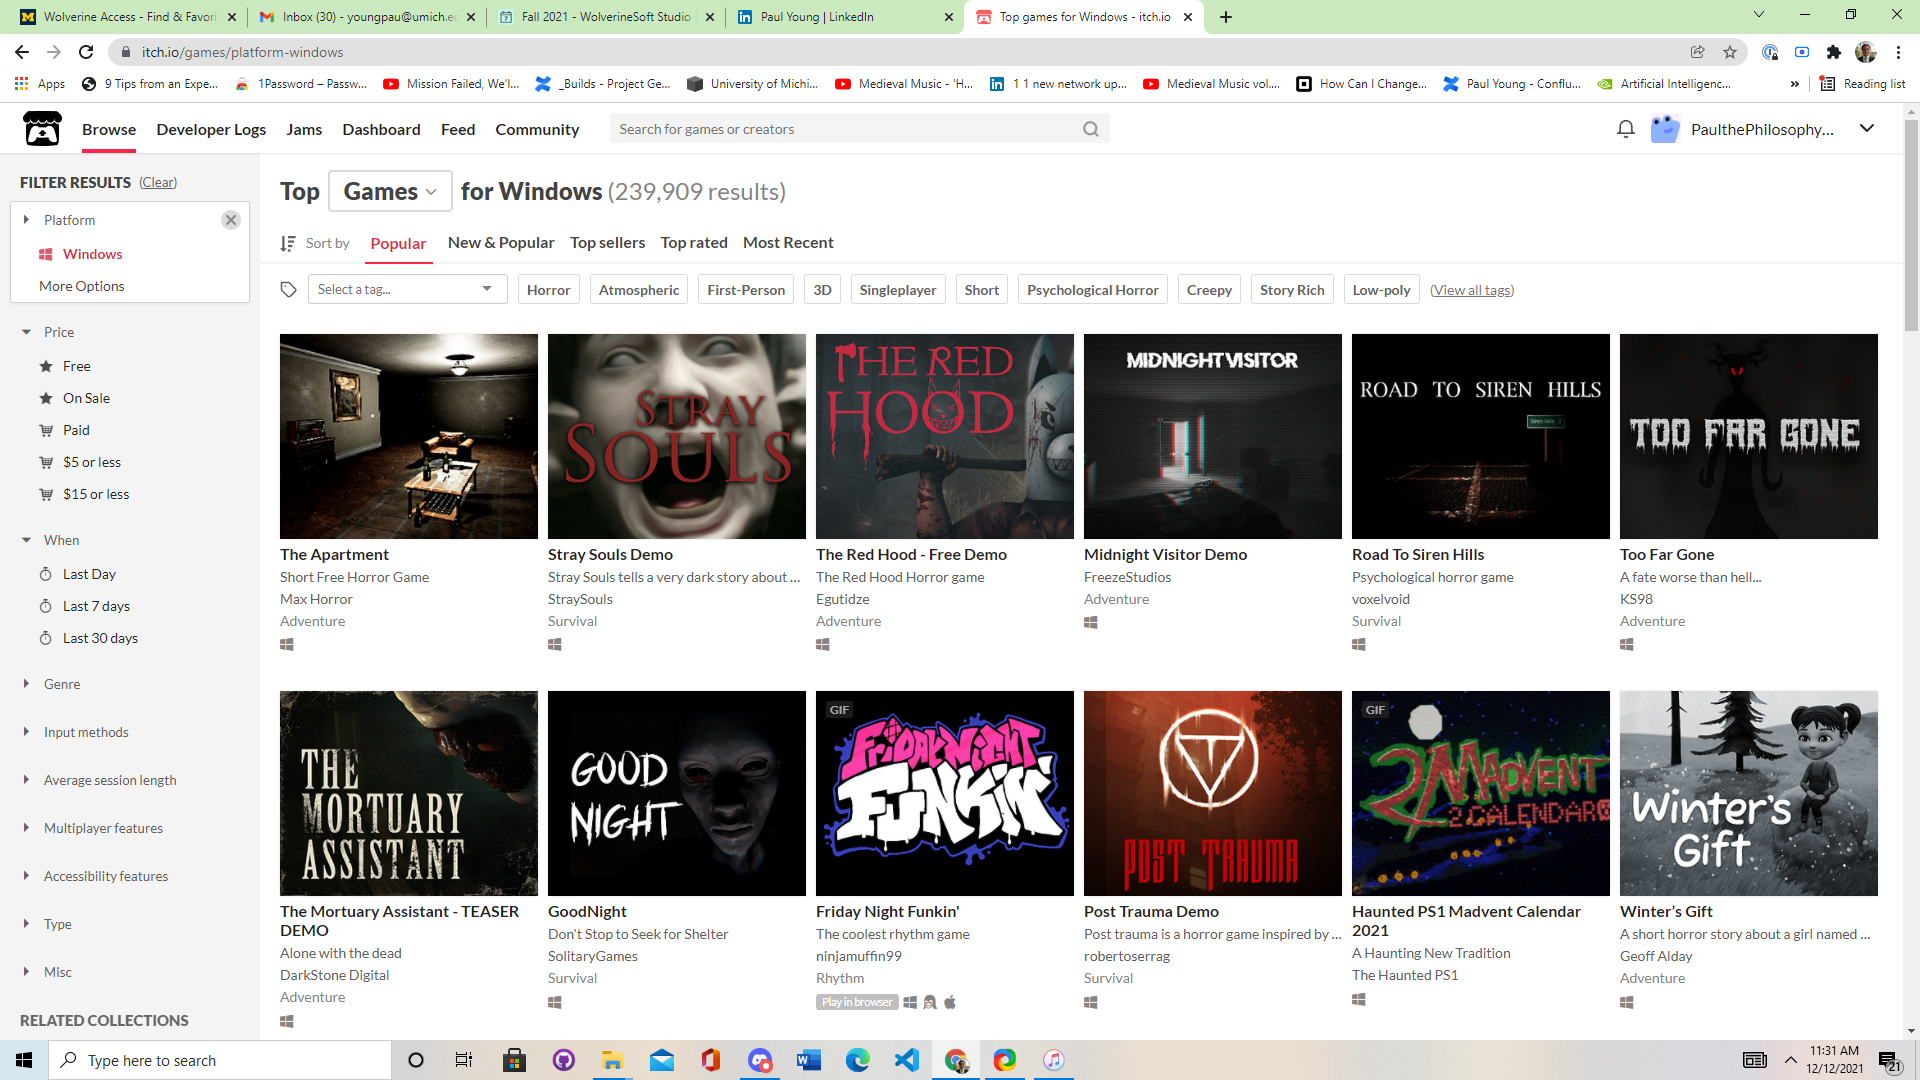 Wolverine Access - Find & Favori
Inbox (30) - youngpau@umich.ed
Fall 2021 - WolverineSoft Studio
Paul Young | LinkedIn
Top games for Windows - itch.io
itch.io/games/platform-windows
Apps
9 Tips from an Expe...
1Password – Passw...
Mission Failed, We'l...
_Builds - Project Ge...
University of Michi...
Medieval Music - 'H...
1 1 new network up...
Medieval Music vol....
How Can I Change...
Paul Young - Conflu...
Artificial Intelligenc...
»
Reading list
Browse
Developer Logs
Jams
Dashboard
Feed
Community
Search for games or creators
PaulthePhilosophy...
FILTER RESULTS (Clear)
Platform
Windows
More Options
Price
Free
On Sale
Paid
$5 or less
$15 or less
When
Last Day
Last 7 days
Last 30 days
Genre
Input methods
Average session length
Multiplayer features
Accessibility features
Type
Misc
RELATED COLLECTIONS
Top Games for Windows (239,909 results)
Sort by
Popular
New & Popular
Top sellers
Top rated
Most Recent
Select a tag...
Horror
Atmospheric
First-Person
3D
Singleplayer
Short
Psychological Horror
Creepy
Story Rich
Low-poly
(View all tags)
The Apartment
Short Free Horror Game
Max Horror
Adventure
STRAY
SOULS
Stray Souls Demo
Stray Souls tells a very dark story about ...
StraySouls
Survival
THE RED
HOOD
The Red Hood - Free Demo
The Red Hood Horror game
Egutidze
Adventure
MIDNIGHT VISITOR
Midnight Visitor Demo
FreezeStudios
Adventure
ROAD TO SIREN HILLS
Road To Siren Hills
Psychological horror game
voxelvoid
Survival
TOO FAR GONE
Too Far Gone
A fate worse than hell...
KS98
Adventure
THE
MORTUARY
ASSISTANT
The Mortuary Assistant - TEASER
DEMO
Alone with the dead
DarkStone Digital
Adventure
GOOD
NIGHT
GoodNight
Don't Stop to Seek for Shelter
SolitaryGames
Survival
GIF
FRIDAY NIGHT
FUNKIN'
Friday Night Funkin'
The coolest rhythm game
ninjamuffin99
Rhythm
Play in browser
POST TRAUMA
Post Trauma Demo
Post trauma is a horror game inspired by ...
robertoserrag
Survival
GIF
MADVENT
CALENDAR
Haunted PS1 Madvent Calendar
2021
A Haunting New Tradition
The Haunted PS1
Winter's
Gift
Winter's Gift
A short horror story about a girl named ...
Geoff Alday
Adventure
Type here to search
11:31 AM
12/12/2021
21